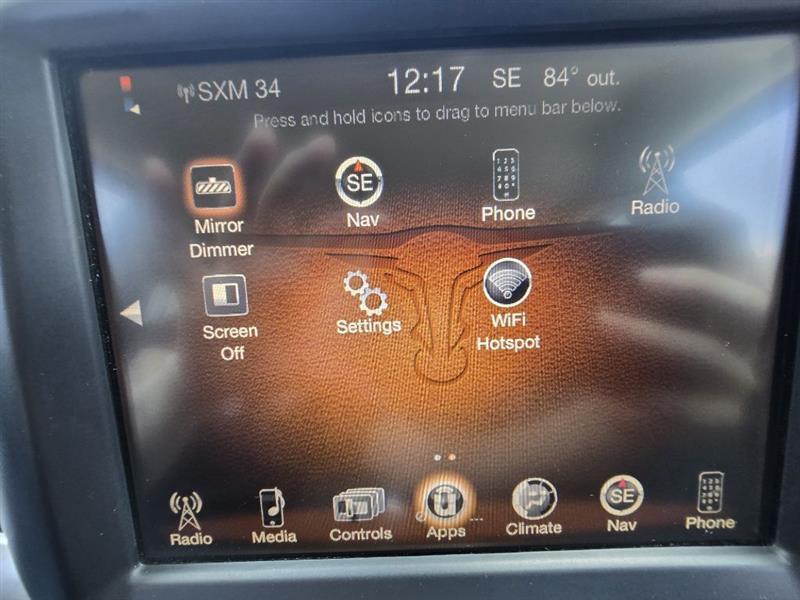 SXM 34 12:17 SE 84° out.
Press and hold icons to drag to menu bar below.
SE
Mirror
Dimmer
Nav
Phone
Radio
Screen
Off
Settings
WiFi
Hotspot
SE
Radio Media Controls Apps Climate Nav Phone